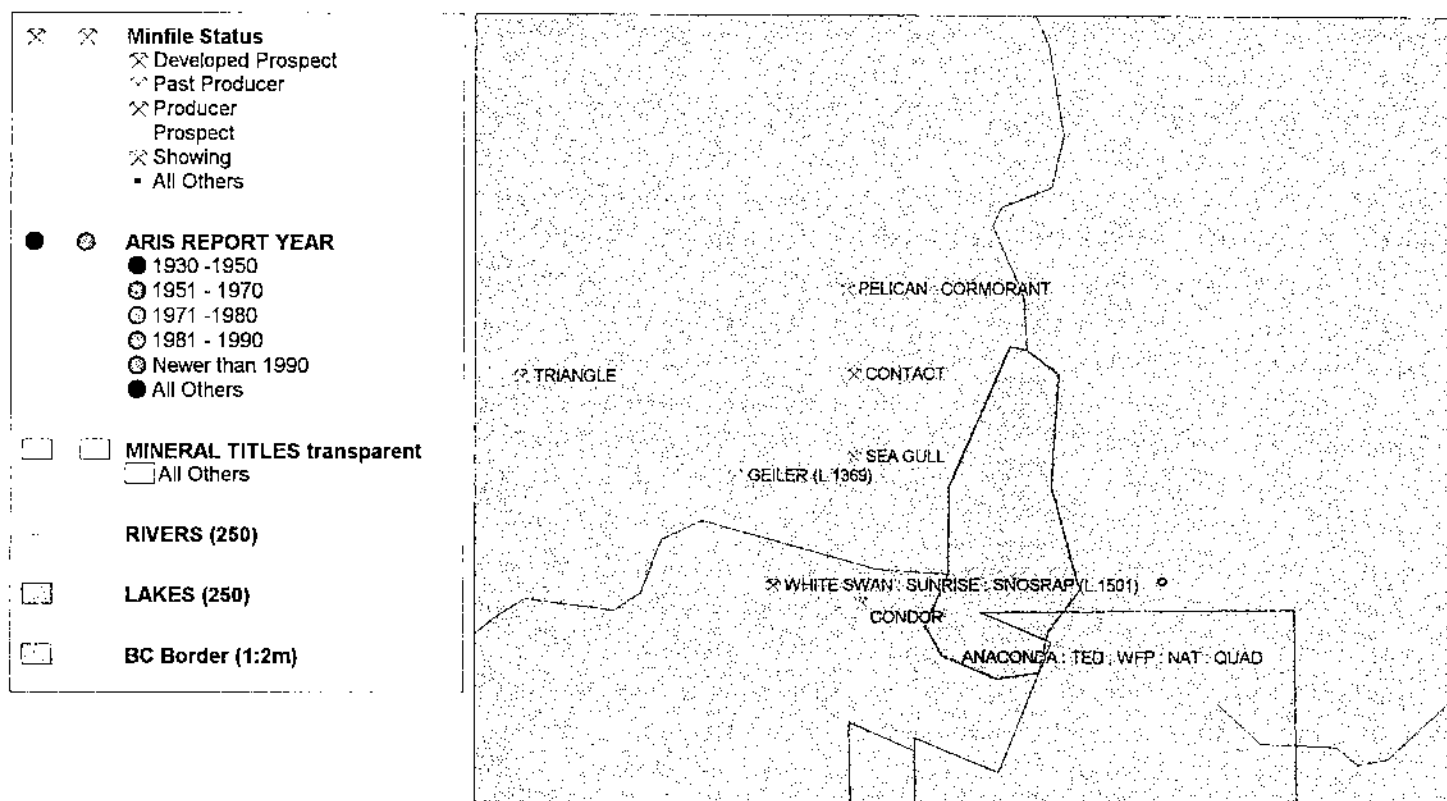 Minfile Status
Developed Prospect
Past Producer
Producer
Prospect
Showing
All Others
ARIS REPORT YEAR
1930 -1950
1951 - 1970
1971 -1980
1981 - 1990
Newer than 1990
All Others
MINERAL TITLES transparent
All Others
RIVERS (250)
LAKES (250)
BC Border (1:2m)
PELICAN : CORMORANT
TRIANGLE
CONTACT
SEA GULL
GEILER (L.1369)
WHITE SWAN : SUNRISE : SNOSRAP (L.1501)
CONDOR
ANACONDA : TED : WFP : NAT : QUAD